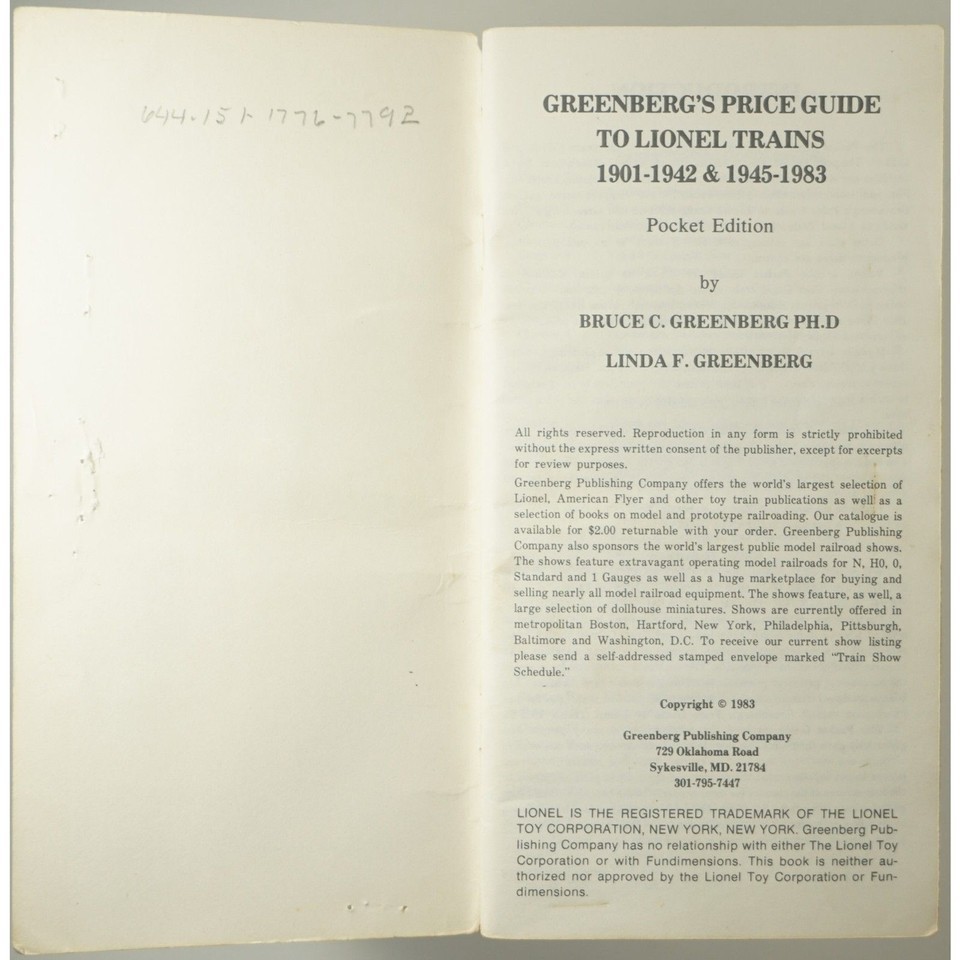 GREENBERG'S PRICE GUIDE
TO LIONEL TRAINS
1901-1942 & 1945-1983
Pocket Edition
by
BRUCE C. GREENBERG PH.D
LINDA F. GREENBERG
All rights reserved. Reproduction in any form is strictly prohibited
without the express written consent of the publisher, except for excerpts
for review purposes.
Greenberg Publishing Company offers the world's largest selection of
Lionel, American Flyer and other toy train publications as well as a
selection of books on model and prototype railroading. Our catalogue is
available for $2.00 returnable with your order. Greenberg Publishing
Company also sponsors the world's largest public model railroad shows.
The shows feature extravagant operating model railroads for N, H0, 0,
Standard and 1 Gauges as well as a huge marketplace for buying and
selling nearly all model railroad equipment. The shows feature, as well, a
large selection of dollhouse miniatures. Shows are currently offered in
metropolitan Boston, Hartford, New York, Philadelphia, Pittsburgh,
Baltimore and Washington, D.C. To receive our current show listing
please send a self-addressed stamped envelope marked "Train Show
Schedule."
Copyright © 1983
Greenberg Publishing Company
729 Oklahoma Road
Sykesville, MD. 21784
301-795-7447
LIONEL IS THE REGISTERED TRADEMARK OF THE LIONEL
TOY CORPORATION, NEW YORK, NEW YORK. Greenberg Pub-
lishing Company has no relationship with either The Lionel Toy
Corporation or with Fundimensions. This book is neither au-
thorized nor approved by the Lionel Toy Corporation or Fun-
dimensions.